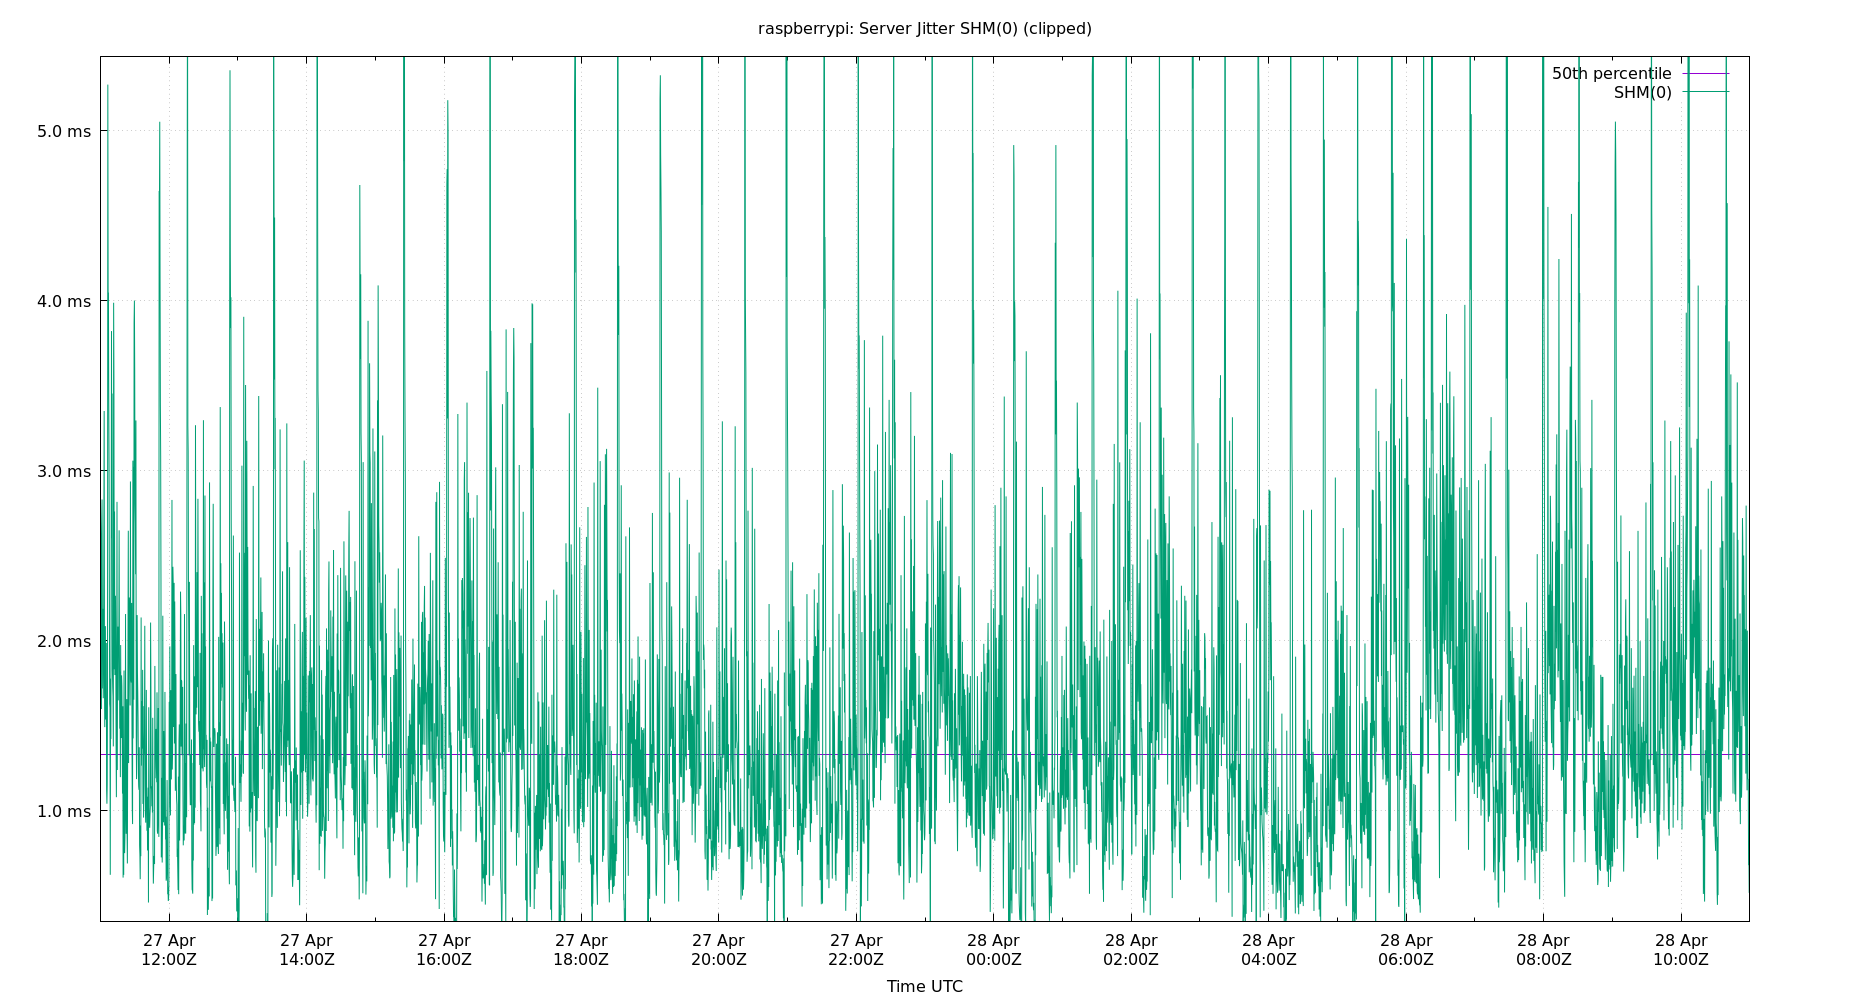 raspberrypi: Server Jitter SHM(0) (clipped)
50th percentile
SHM(0)
5.0 ms
4.0 ms
3.0 ms
2.0 ms
1.0 ms
27 Apr 27 Apr 27 Apr 27 Apr 27 Apr 27 Apr 28 Apr 28 Apr 28 Apr 28 Apr 28 Apr 28 Apr
12:00Z 14:00Z 16:00Z 18:00Z 20:00Z 22:00Z 00:00Z 02:00Z 04:00Z 06:00Z 08:00Z 10:00Z
Time UTC